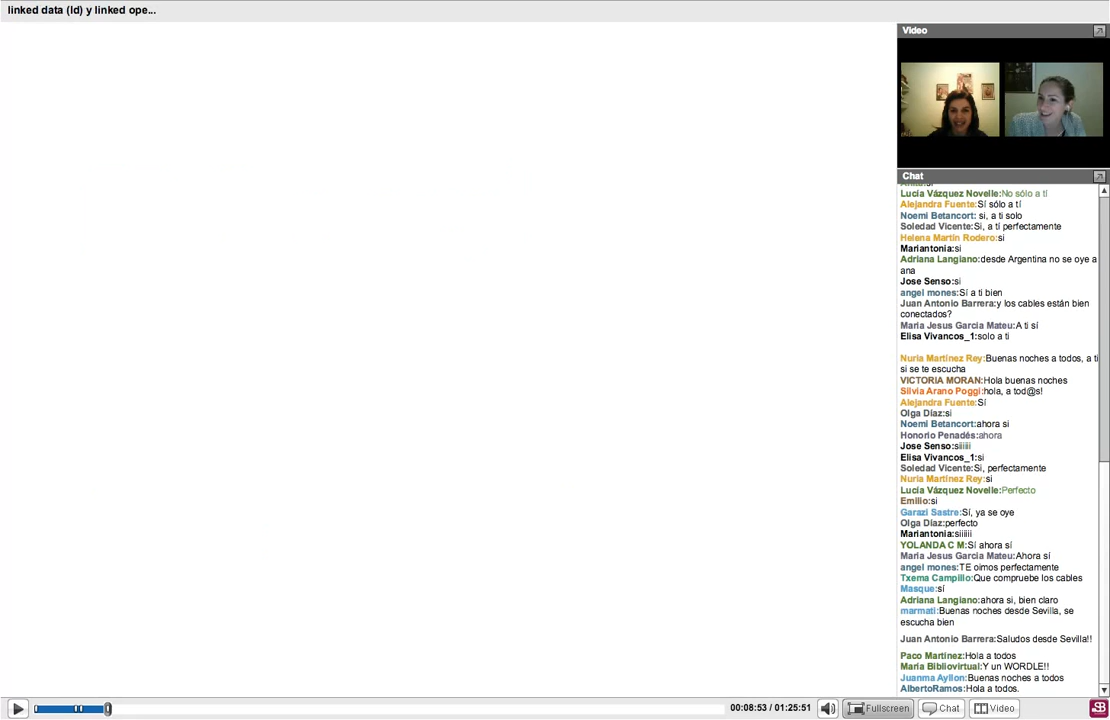 linked data (ld) y linked ope...
Video
Chat
Lucía Vázquez Novelle:No sólo a tí
Alejandra Fuente:Sí sólo a tí
Noemi Betancort: si, a ti solo
Soledad Vicente:Si, a tí perfectamente
Helena Martín Rodero:si
Mariantonia:si
Adriana Langiano:desde Argentina no se oye a
ana
Jose Senso:si
angel mones:Sí a ti bien
Juan Antonio Barrera:y los cables están bien
conectados?
Maria Jesus Garcia Mateu:A ti sí
Elisa Vivancos_1:solo a ti
Nuria Martínez Rey:Buenas noches a todos, a ti
si se te escucha
VICTORIA MORAN:Hola buenas noches
Silvia Arano Poggi:hola, a tod@s!
Alejandra Fuente:Sí
Olga Díaz:si
Noemi Betancort:ahora si
Honorio Penadés:ahora
Jose Senso:siiiiii
Elisa Vivancos_1:si
Soledad Vicente:Si, perfectamente
Nuria Martínez Rey:si
Lucía Vázquez Novelle:Perfecto
Emilio:si
Garazi Sastre:Sí, ya se oye
Olga Díaz:perfecto
Mariantonia:siiiiii
YOLANDA C M:Sí ahora sí
Maria Jesus Garcia Mateu:Ahora sí
angel mones:TE oimos perfectamente
Txema Campillo:Que compruebe los cables
Masque:sí
Adriana Langiano:ahora si, bien claro
marmati:Buenas noches desde Sevilla, se
escucha bien
Juan Antonio Barrera:Saludos desde Sevilla!!
Paco Martínez:Hola a todos
María Bibliovirtual:Y un WORDLE!!
Juanma Ayllon:Buenas noches a todos
AlbertoRamos:Hola a todos.
00:08:53 / 01:25:51
Fullscreen
Chat
Video
SB